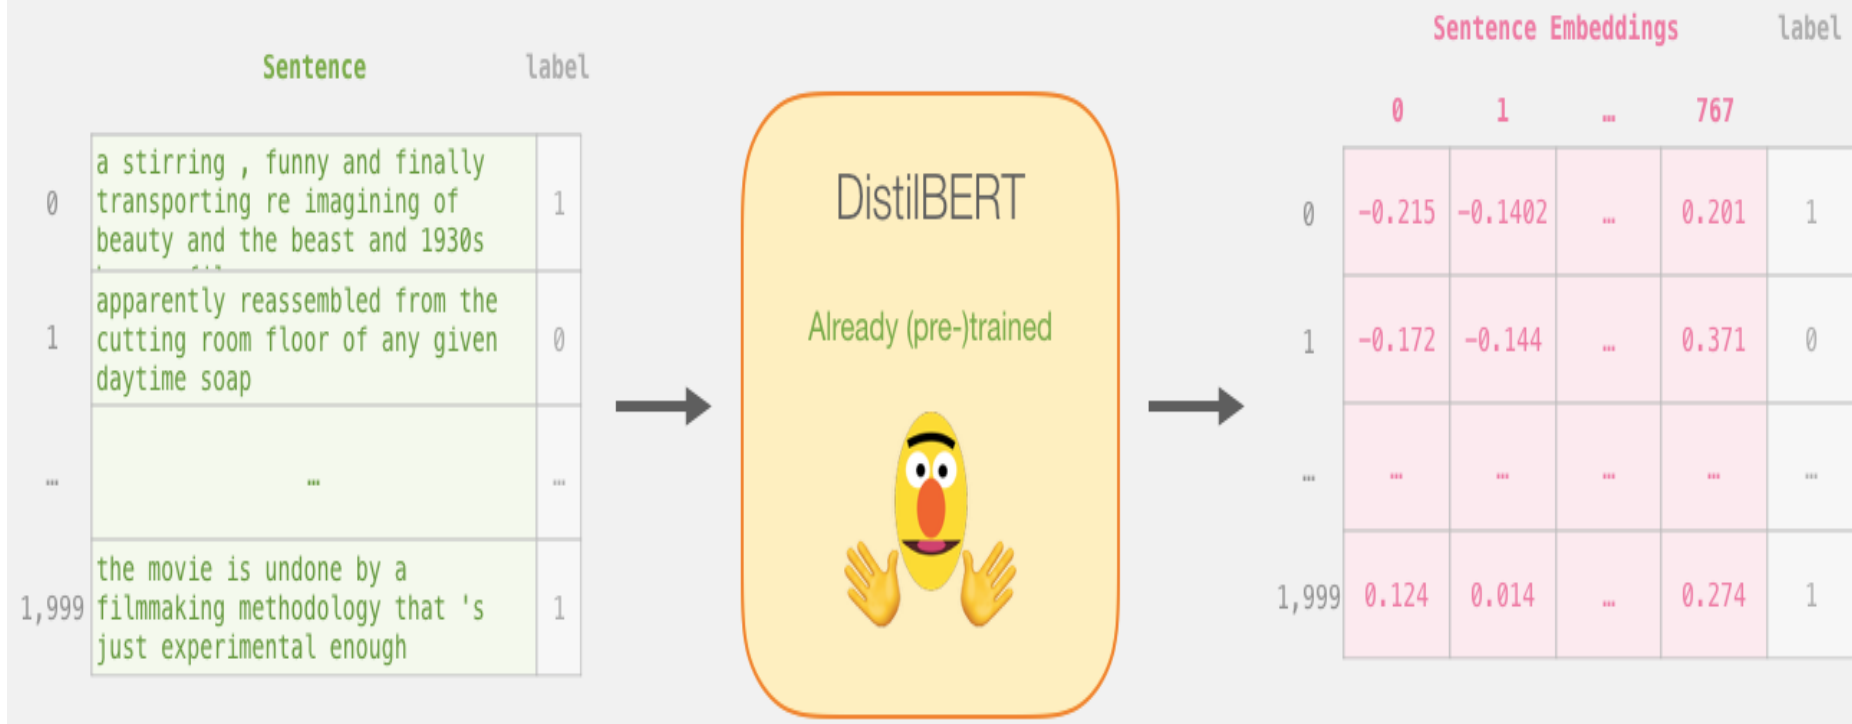 Sentence label
0
a stirring , funny and finally
transporting re imagining of
beauty and the beast and 1930s
1
1
apparently reassembled from the
cutting room floor of any given
daytime soap
0
… … …
1,999
the movie is undone by a
filmmaking methodology that 's
just experimental enough
1
DistilBERT
Already (pre-)trained
Sentence Embeddings label
0 1 … 767
0 -0.215 -0.1402 … 0.201 1
1 -0.172 -0.144 … 0.371 0
… … … … … …
1,999 0.124 0.014 … 0.274 1